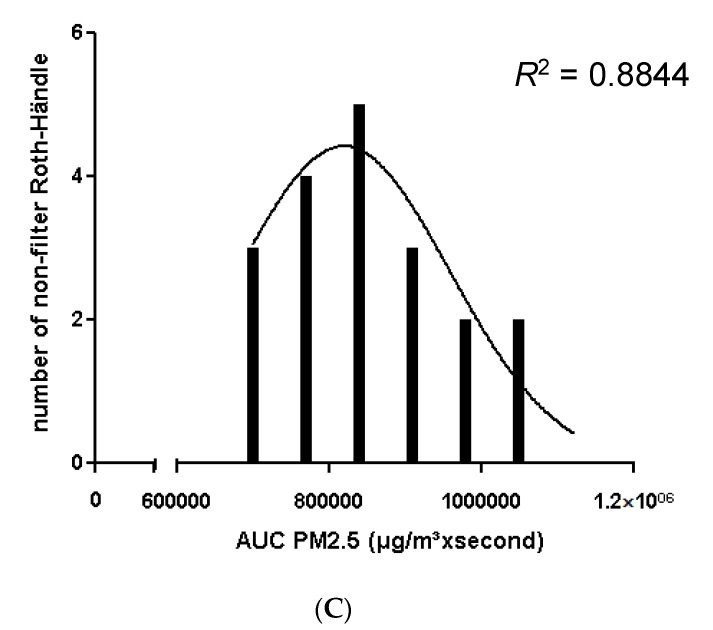 6
R² = 0.8844
number of non-filter Roth-Händle
4
2
0
0 600000 800000 1000000 1.2×10⁰⁶
AUC PM2.5 (µg/m³xsecond)
(C)